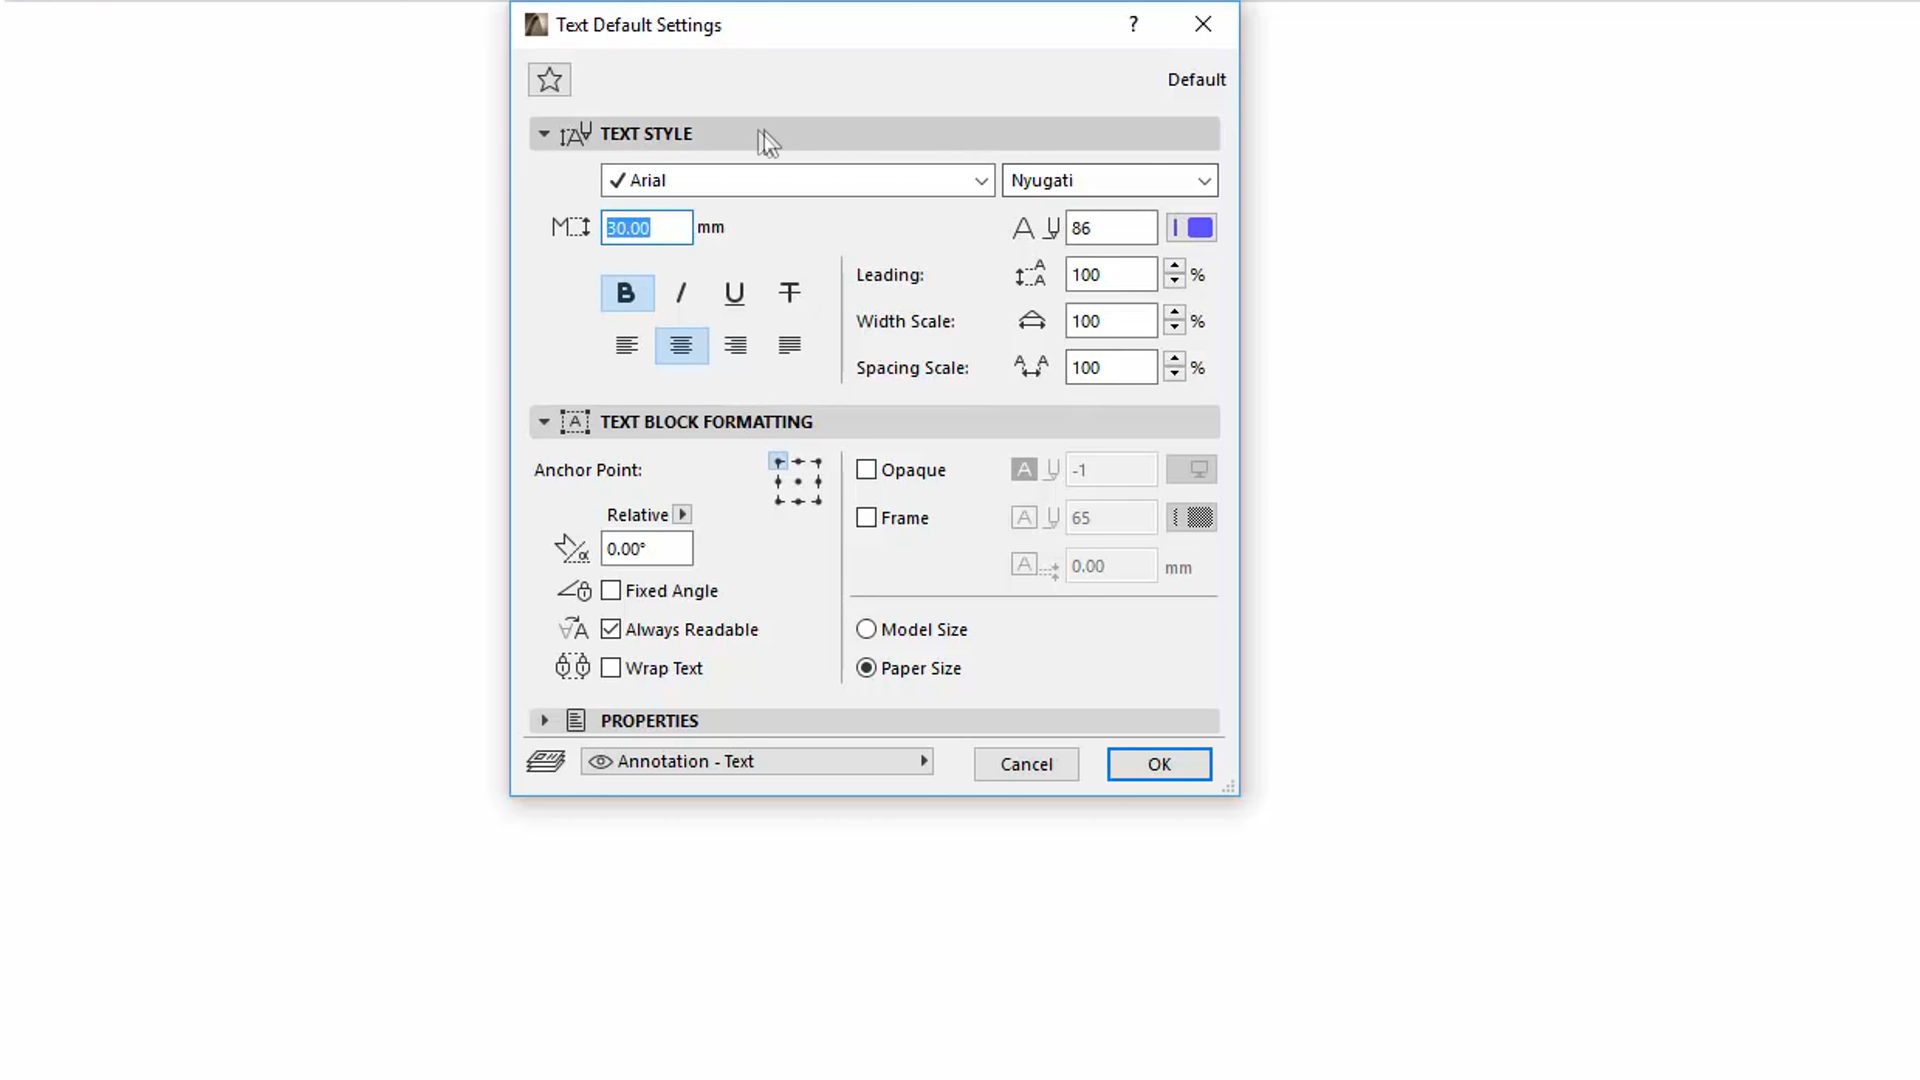 Text Default Settings ?
Default
TEXT STYLE
Arial Nyugati
30.00 mm 86
B I U T
Leading: 100 %
Width Scale: 100 %
Spacing Scale: 100 %
TEXT BLOCK FORMATTING
Anchor Point:
Relative
0.00°
Fixed Angle
Always Readable
Wrap Text
Opaque A -1
Frame A 65
A 0.00 mm
Model Size
Paper Size
PROPERTIES
Annotation - Text Cancel OK